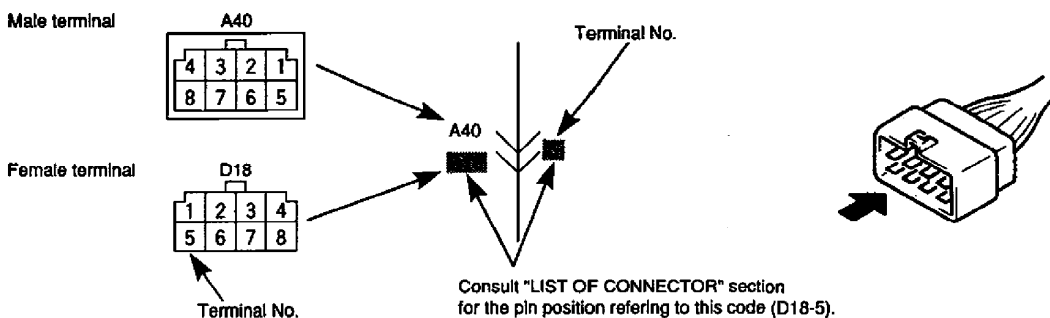 Male terminal
A40
4 3 2 1
8 7 6 5
Terminal No.
A40
Female terminal
D18
1 2 3 4
5 6 7 8
Terminal No.
Consult "LIST OF CONNECTOR" section
for the pin position refering to this code (D18-5).